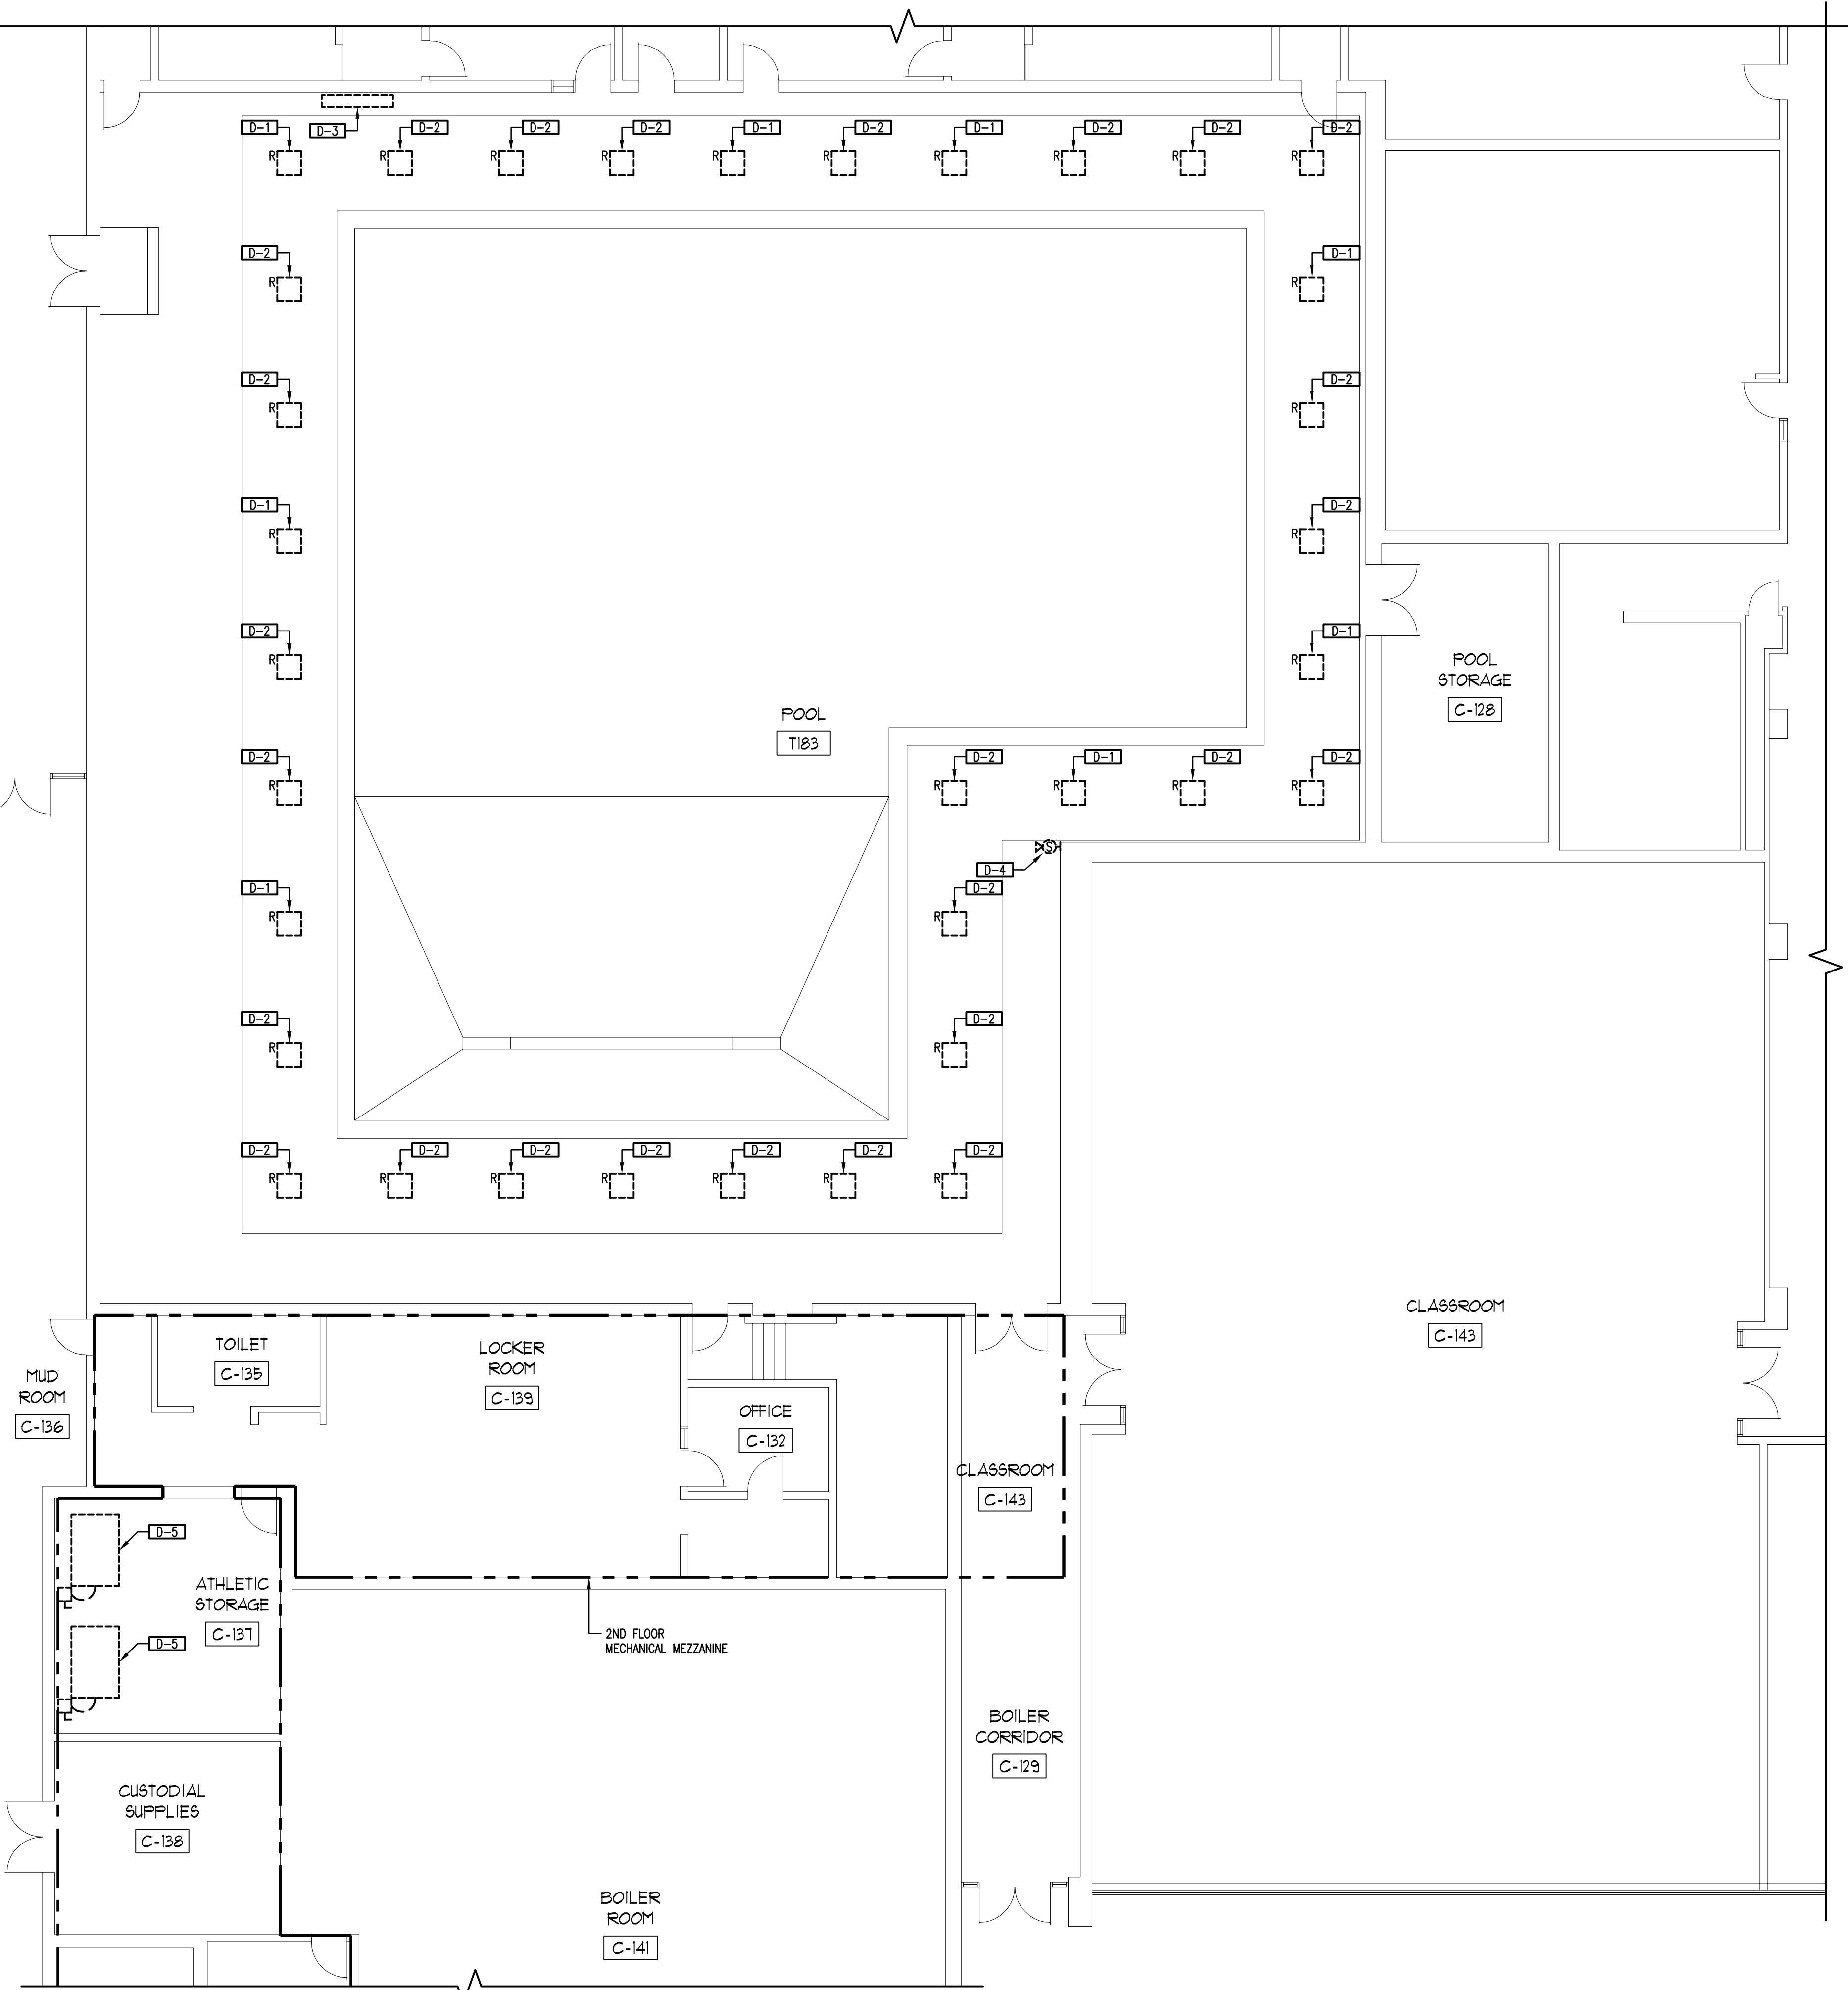 D-1 D-3 D-2 D-2 D-2 D-1 D-2 D-1 D-2 D-2 D-2
R R R R R R R R R R
D-2 D-1
R R
D-2 D-2
R R
D-1 D-2
R R
D-2 D-1
R R
POOL
STORAGE
C-128
POOL
T183
D-2 D-2 D-1 D-2 D-2
R R R R R
S
D-4
D-1 D-2
R R
D-2 D-2
R R
D-2 D-2 D-2 D-2 D-2 D-2 D-2
R R R R R R R
CLASSROOM
C-143
TOILET
C-135
LOCKER
ROOM
C-139
MUD
ROOM
C-136
OFFICE
C-132
CLASSROOM
C-143
D-5
ATHLETIC
STORAGE
C-137
D-5
2ND FLOOR
MECHANICAL MEZZANINE
BOILER
CORRIDOR
C-129
CUSTODIAL
SUPPLIES
C-138
BOILER
ROOM
C-141